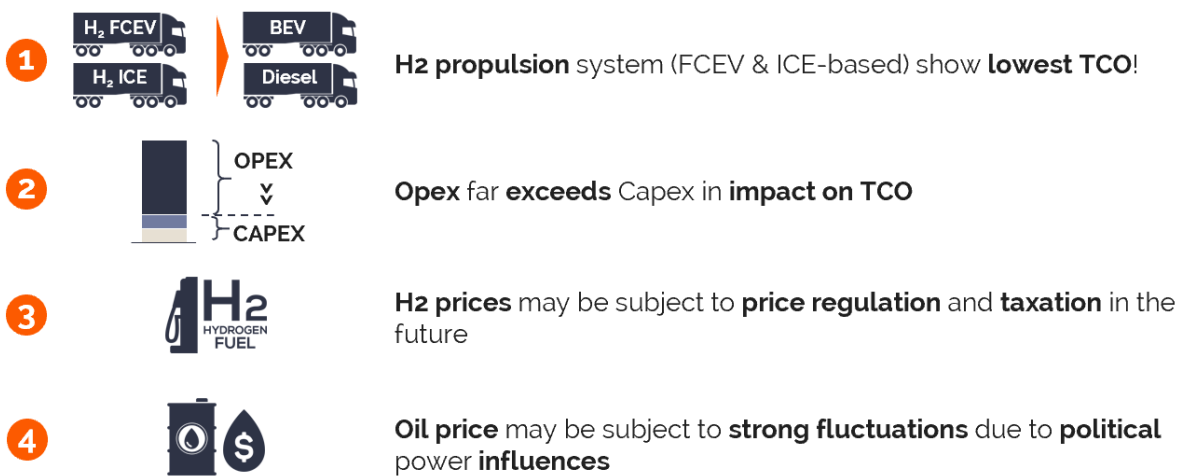 1
H₂ FCEV
BEV
H₂ ICE
Diesel
H2 propulsion system (FCEV & ICE-based) show lowest TCO!
2
OPEX
CAPEX
Opex far exceeds Capex in impact on TCO
3
H2
HYDROGEN
FUEL
H2 prices may be subject to price regulation and taxation in the
future
4
$
Oil price may be subject to strong fluctuations due to political
power influences